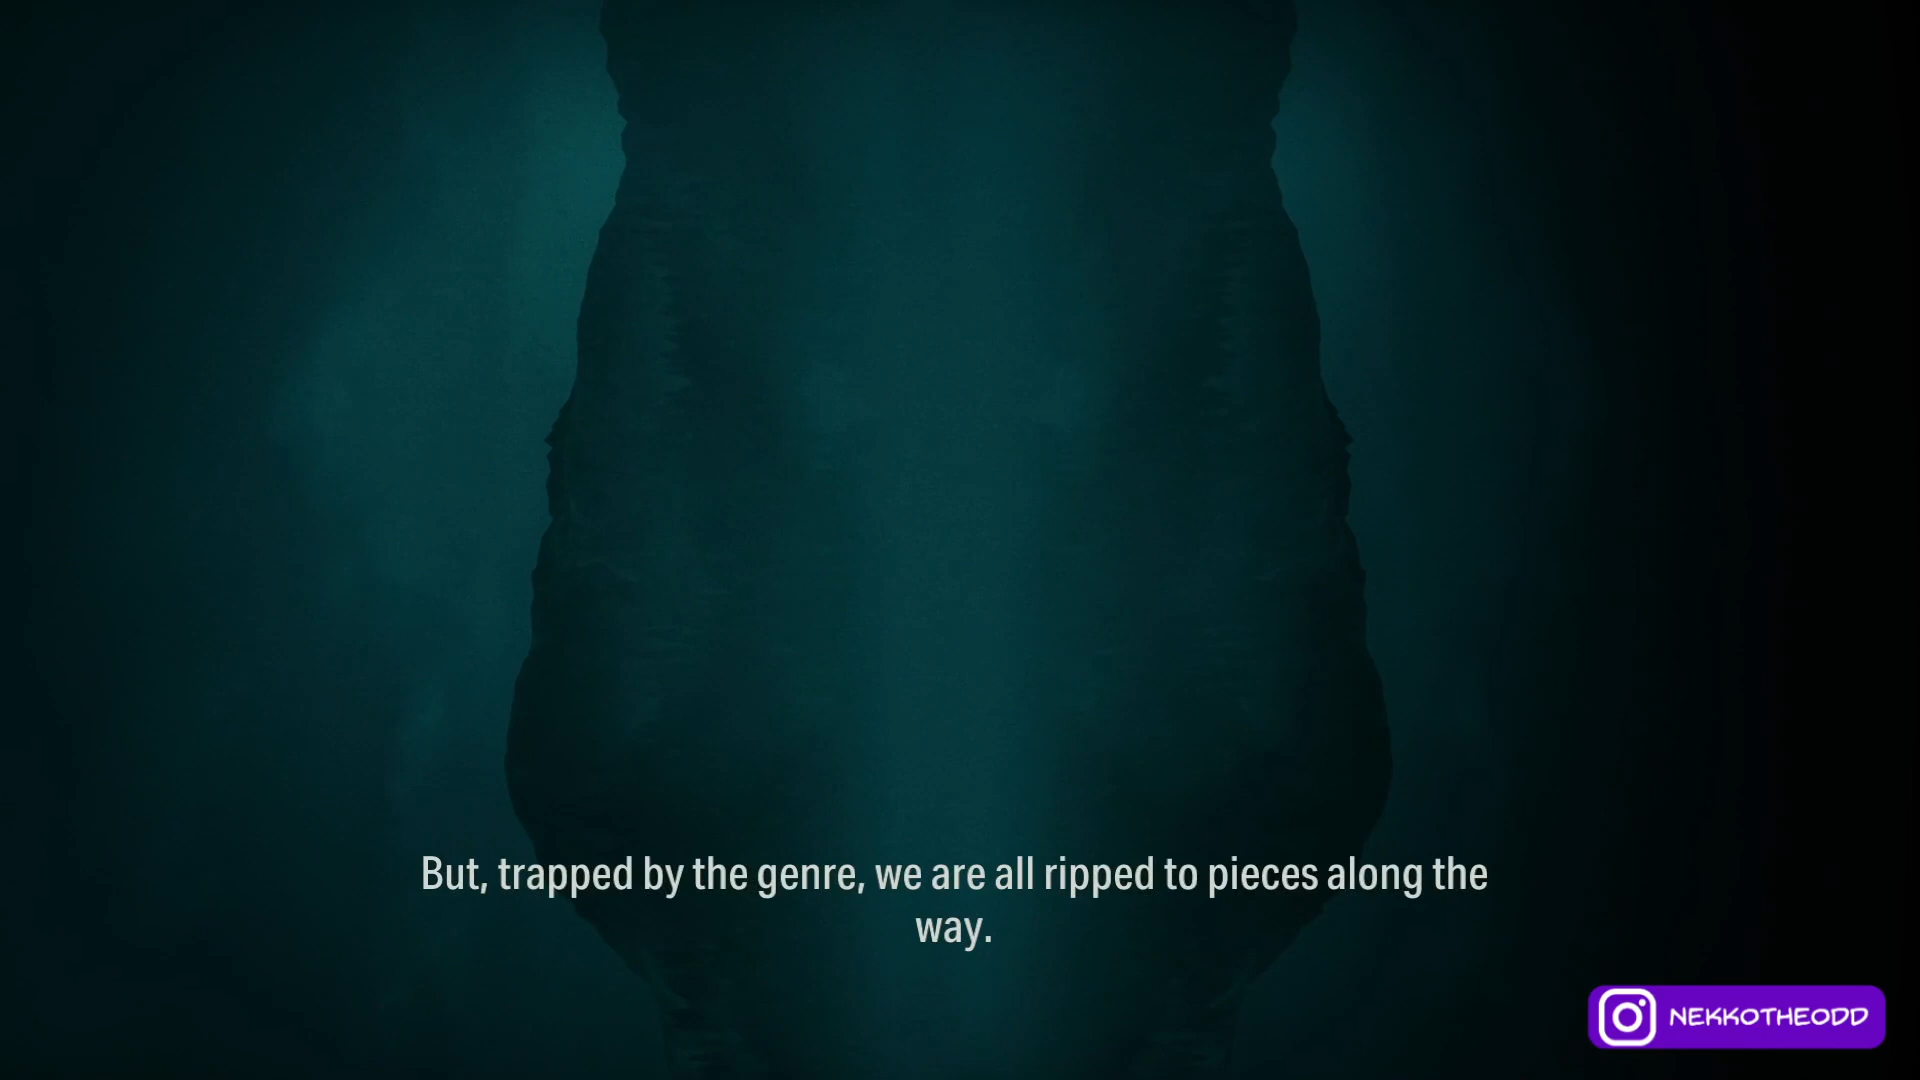 But, trapped by the genre, we are all ripped to pieces along the
way.
NEKKOTHEODD